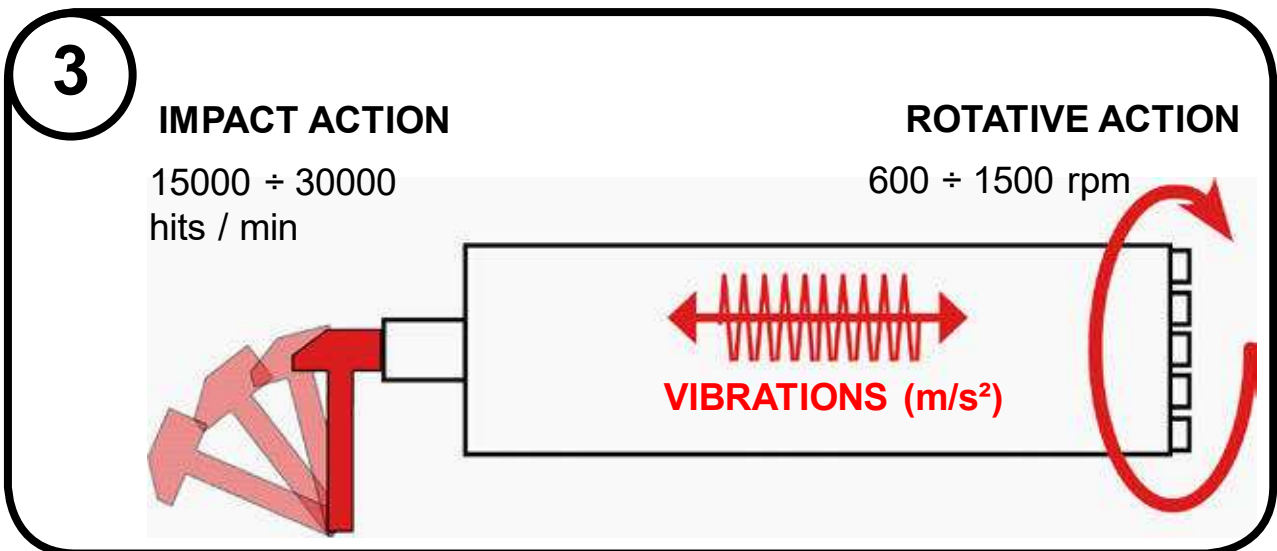 3
IMPACT ACTION
15000 ÷ 30000
hits / min
ROTATIVE ACTION
600 ÷ 1500 rpm
VIBRATIONS (m/s²)